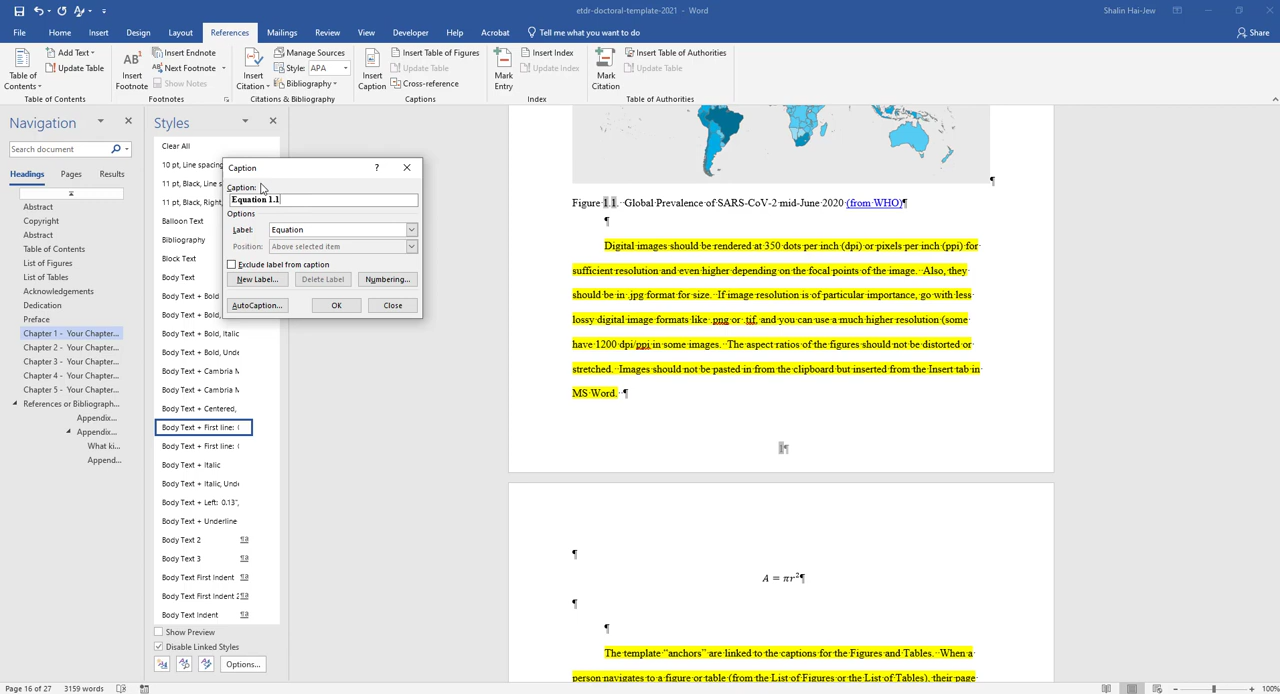 etdr-doctoral-template-2021 - Word
Shalin Hai-Jew
File Home Insert Design Layout References Mailings Review View Developer Help Acrobat Tell me what you want to do Share
Table of Contents
Add Text
Update Table
Table of Contents
AB¹
Insert Footnote
Insert Endnote
Next Footnote
Show Notes
Footnotes
Insert Citation
Manage Sources
Style: APA
Bibliography
Citations & Bibliography
Insert Caption
Insert Table of Figures
Update Table
Cross-reference
Captions
Mark Entry
Insert Index
Update Index
Index
Mark Citation
Insert Table of Authorities
Update Table
Table of Authorities
Navigation
Search document
Headings Pages Results
Abstract
Copyright
Abstract
Table of Contents
List of Figures
List of Tables
Acknowledgements
Dedication
Preface
Chapter 1 - Your Chapter...
Chapter 2 - Your Chapter...
Chapter 3 - Your Chapter...
Chapter 4 - Your Chapter...
Chapter 5 - Your Chapter...
References or Bibliograph...
Appendix...
Appendix...
What ki...
Append...
Styles
Clear All
10 pt, Line spacing
11 pt, Black, Line s
11 pt, Black, Right,
Balloon Text
Bibliography
Block Text
Body Text
Body Text + Bold
Body Text + Bold,
Body Text + Bold, Italic
Body Text + Bold, Unde
Body Text + Cambria M
Body Text + Cambria M
Body Text + Centered,
Body Text + First line: (
Body Text + First line: (
Body Text + Italic
Body Text + Italic, Unde
Body Text + Left: 0.13",
Body Text + Underline
Body Text 2
Body Text 3
Body Text First Indent
Body Text First Indent 2
Body Text Indent
Show Preview
Disable Linked Styles
Options...
Caption
?
Caption:
Equation 1.1
Options
Label: Equation
Position: Above selected item
Exclude label from caption
New Label... Delete Label Numbering...
AutoCaption... OK Close
¶
Figure 1.1. Global Prevalence of SARS-CoV-2 mid-June 2020 (from WHO)¶
¶
Digital images should be rendered at 350 dots per inch (dpi) or pixels per inch (ppi) for
sufficient resolution and even higher depending on the focal points of the image. Also, they
should be in .jpg format for size. If image resolution is of particular importance, go with less
lossy digital image formats like .png or .tif, and you can use a much higher resolution (some
have 1200 dpi/ppi in some images. The aspect ratios of the figures should not be distorted or
stretched. Images should not be pasted in from the clipboard but inserted from the Insert tab in
MS Word. ¶
1¶
¶
A = πr²¶
¶
¶
The template “anchors” are linked to the captions for the Figures and Tables. When a
person navigates to a figure or table (from the List of Figures or the List of Tables), their page
Page 16 of 27 3159 words
100%